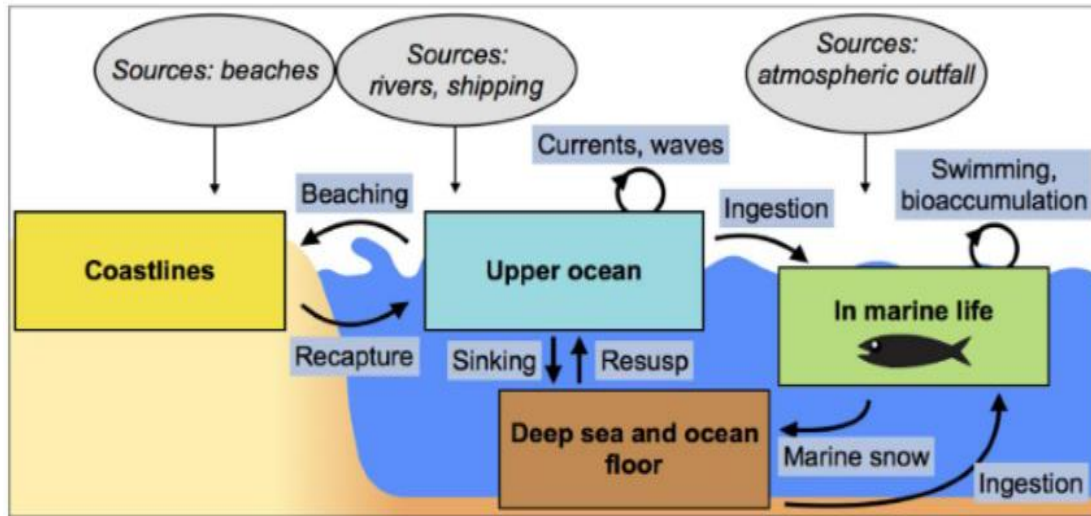 Sources: beaches
Sources:
rivers, shipping
Sources:
atmospheric outfall
Currents, waves
Swimming,
bioaccumulation
Beaching
Ingestion
Coastlines
Upper ocean
In marine life
Recapture
Sinking
Resusp
Deep sea and ocean
floor
Marine snow
Ingestion